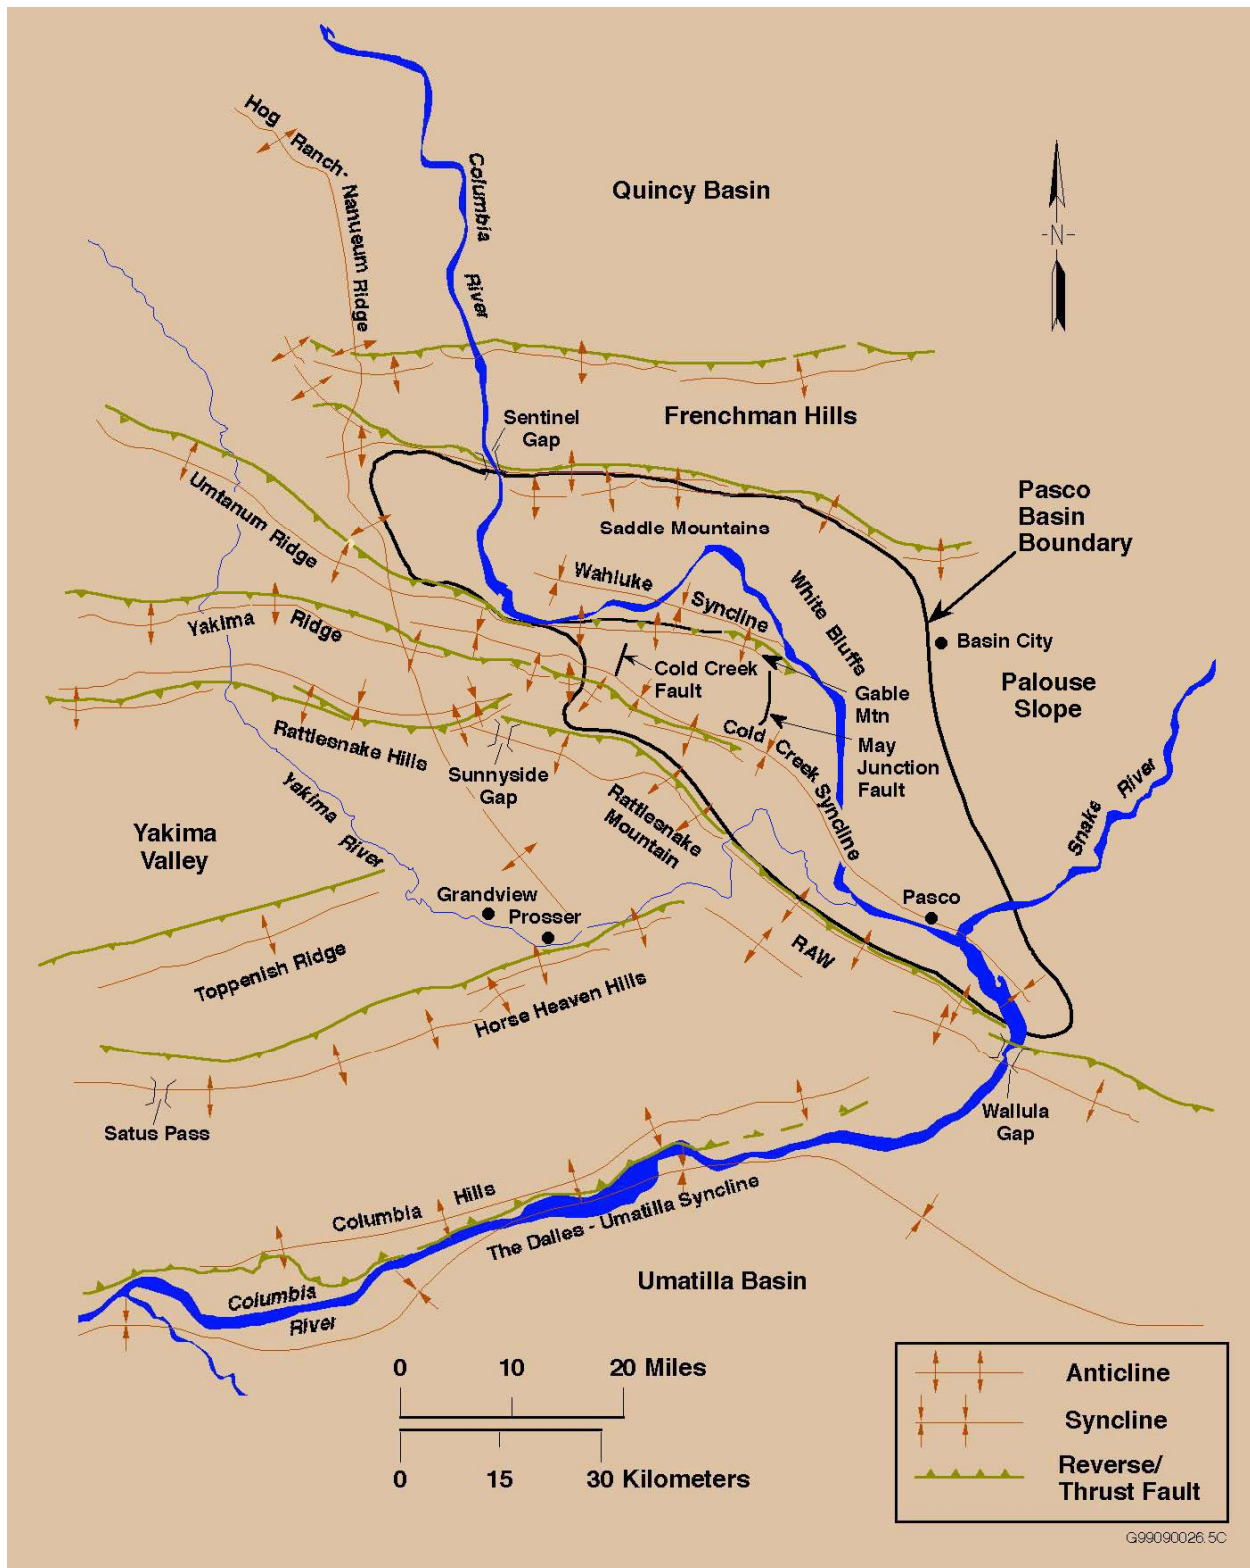 Hog Ranch-
Nanueum Ridge
Columbia
River
Quincy Basin
-N-
Sentinel
Gap
Frenchman Hills
Pasco
Basin
Boundary
Umtanum Ridge
Saddle Mountains
Wahluke
Syncline
White Bluffs
Yakima
Ridge
Basin City
Cold Creek
Fault
Gable
Mtn
Palouse
Slope
Cold Creek Syncline
May
Junction
Fault
Rattlesnake Hills
Sunnyside
Gap
Rattlesnake
Mountain
Snake River
Yakima
River
Yakima
Valley
Grandview
Prosser
Pasco
RAW
Toppenish Ridge
Horse Heaven Hills
Satus Pass
Wallula
Gap
Columbia Hills
The Dalles - Umatilla Syncline
Columbia
River
Umatilla Basin
0 10 20 Miles
0 15 30 Kilometers
Anticline
Syncline
Reverse/
Thrust Fault
G99090026.5C